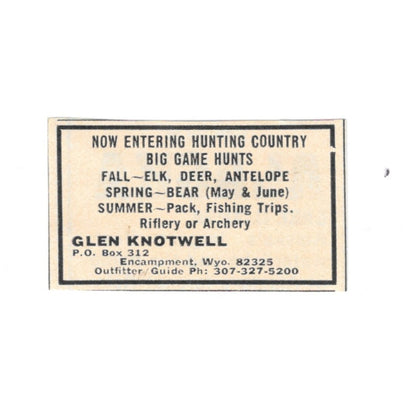 NOW ENTERING HUNTING COUNTRY
BIG GAME HUNTS
FALL~ELK, DEER, ANTELOPE
SPRING~BEAR (May & June)
SUMMER~Pack, Fishing Trips.
Riflery or Archery
GLEN KNOTWELL
P.O. Box 312
Encampment, Wyo. 82325
Outfitter/Guide Ph: 307-327-5200